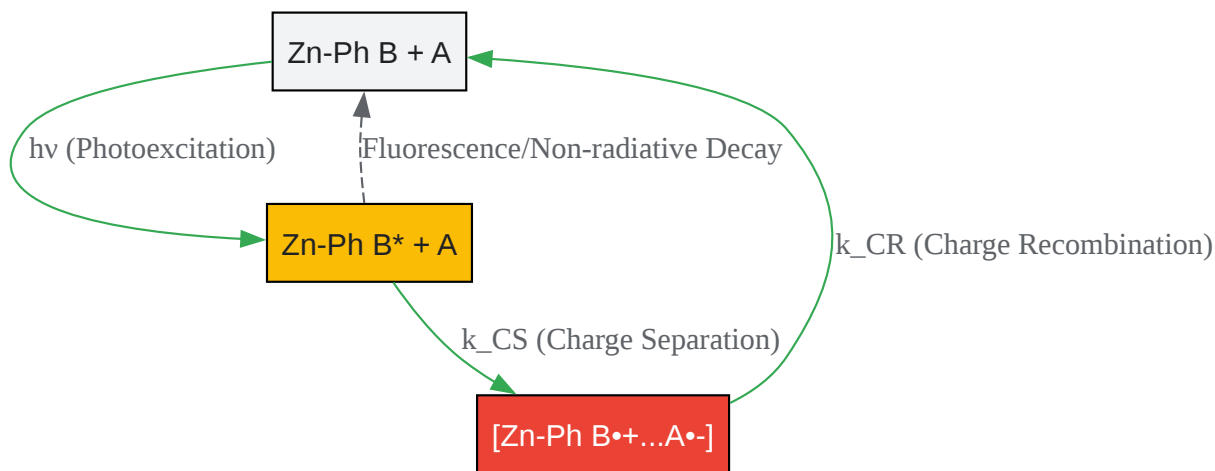 Zn-Ph B + A
hν (Photoexcitation)
Fluorescence/Non-radiative Decay
Zn-Ph B* + A
k_CR (Charge Recombination)
k_CS (Charge Separation)
[Zn-Ph B•+...A•-]